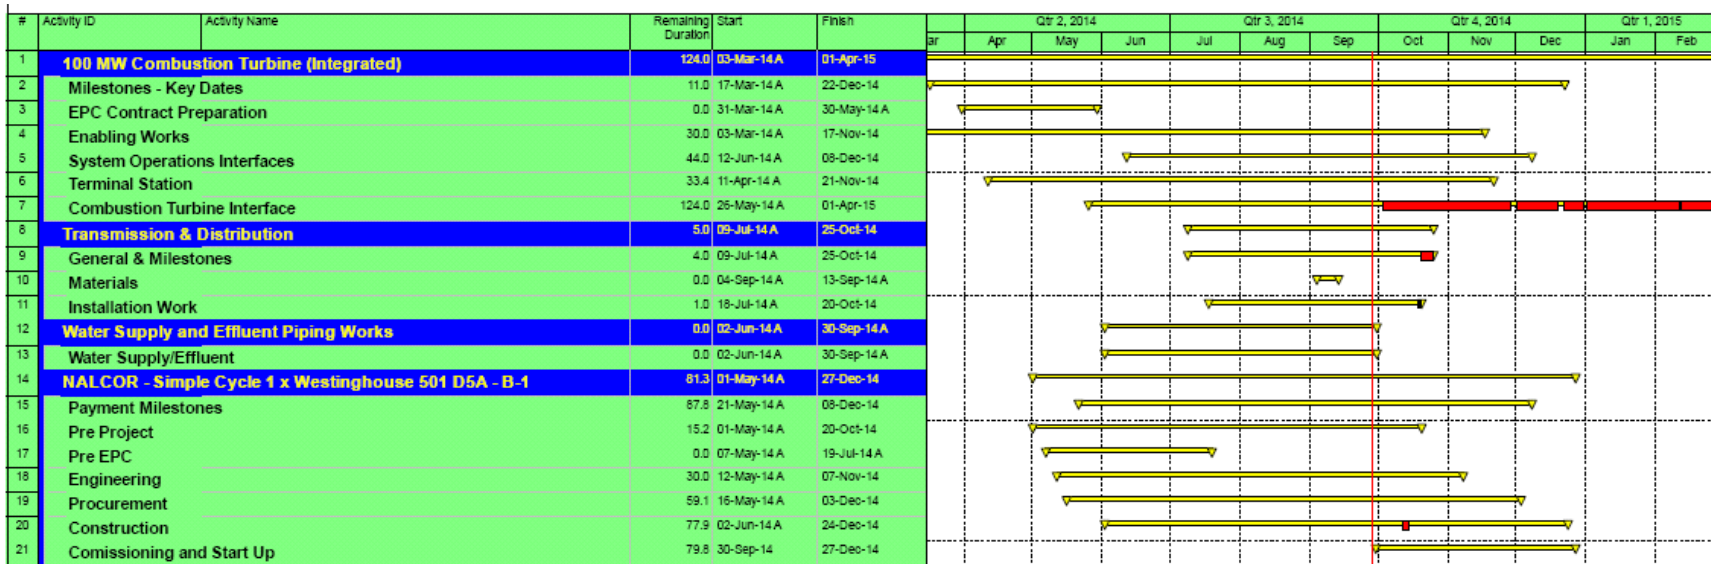 # Activity ID Activity Name Remaining Duration Start Finish Qtr 2, 2014 Qtr 3, 2014 Qtr 4, 2014 Qtr 1, 2015
ar Apr May Jun Jul Aug Sep Oct Nov Dec Jan Feb
1 100 MW Combustion Turbine (Integrated) 124.0 03-Mar-14 A 01-Apr-15
2 Milestones - Key Dates 11.0 17-Mar-14 A 22-Dec-14
3 EPC Contract Preparation 0.0 31-Mar-14 A 30-May-14 A
4 Enabling Works 30.0 03-Mar-14 A 17-Nov-14
5 System Operations Interfaces 44.0 12-Jun-14 A 08-Dec-14
6 Terminal Station 33.4 11-Apr-14 A 21-Nov-14
7 Combustion Turbine Interface 124.0 26-May-14 A 01-Apr-15
8 Transmission & Distribution 5.0 09-Jul-14 A 25-Oct-14
9 General & Milestones 4.0 09-Jul-14 A 25-Oct-14
10 Materials 0.0 04-Sep-14 A 13-Sep-14 A
11 Installation Work 1.0 18-Jul-14 A 20-Oct-14
12 Water Supply and Effluent Piping Works 0.0 02-Jun-14 A 30-Sep-14 A
13 Water Supply/Effluent 0.0 02-Jun-14 A 30-Sep-14 A
14 NALCOR - Simple Cycle 1 x Westinghouse 501 D5A - B-1 81.3 01-May-14 A 27-Dec-14
15 Payment Milestones 87.8 21-May-14 A 08-Dec-14
16 Pre Project 15.2 01-May-14 A 20-Oct-14
17 Pre EPC 0.0 07-May-14 A 19-Jul-14 A
18 Engineering 30.0 12-May-14 A 07-Nov-14
19 Procurement 59.1 16-May-14 A 03-Dec-14
20 Construction 77.9 02-Jun-14 A 24-Dec-14
21 Comissioning and Start Up 79.8 30-Sep-14 27-Dec-14